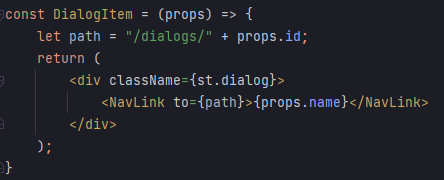 const DialogItem = (props) => {
let path = "/dialogs/" + props.id;
return (
<div className={st.dialog}>
<NavLink to={path}>{props.name}</NavLink>
</div>
);
}